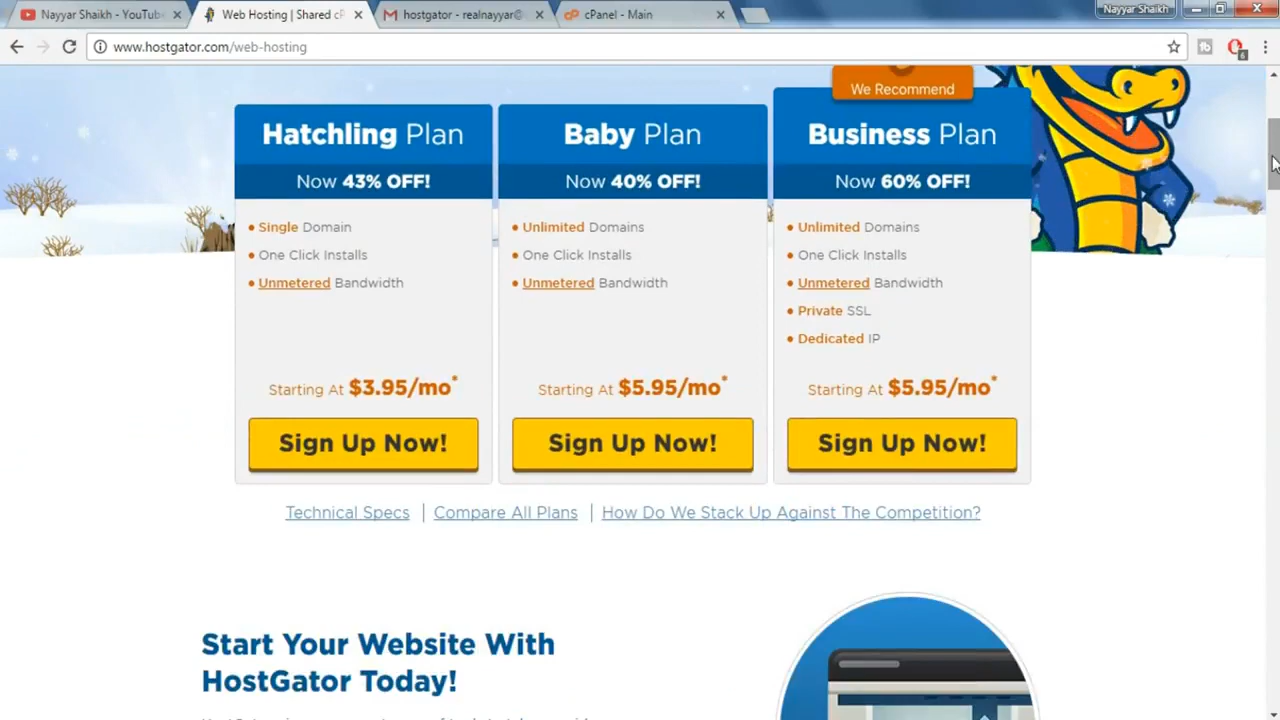 Nayyar Shaikh - YouTub
Web Hosting | Shared cP
hostgator - realnayyar@
cPanel - Main
Nayyar Shaikh
www.hostgator.com/web-hosting
We Recommend
Hatchling Plan
Now 43% OFF!
• Single Domain
• One Click Installs
• Unmetered Bandwidth
Starting At $3.95/mo*
Sign Up Now!
Baby Plan
Now 40% OFF!
• Unlimited Domains
• One Click Installs
• Unmetered Bandwidth
Starting At $5.95/mo*
Sign Up Now!
Business Plan
Now 60% OFF!
• Unlimited Domains
• One Click Installs
• Unmetered Bandwidth
• Private SSL
• Dedicated IP
Starting At $5.95/mo*
Sign Up Now!
Technical Specs | Compare All Plans | How Do We Stack Up Against The Competition?
Start Your Website With
HostGator Today!